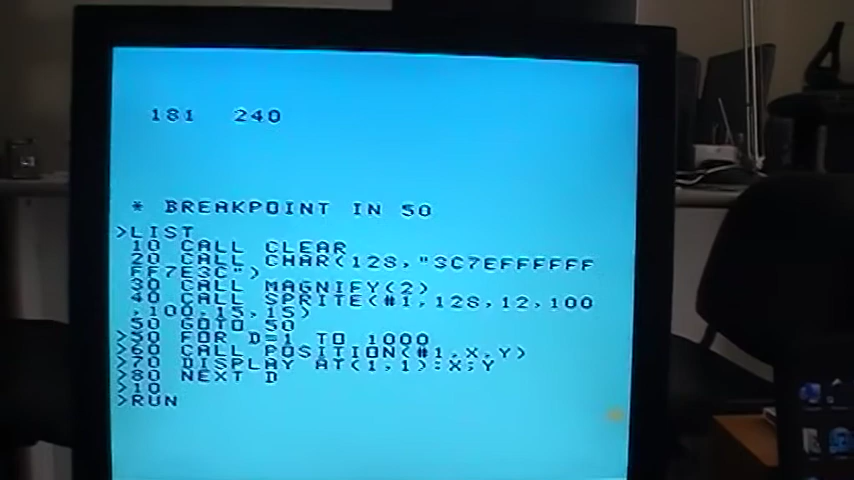 181 240
* BREAKPOINT IN 50
>LIST
10 CALL CLEAR
20 CALL CHAR(128,"3C7EFFFFFF
FF7E3C")
30 CALL MAGNIFY(2)
40 CALL SPRITE(#1,128,12,100
,100,15,15)
50 GOTO 50
>50 FOR D=1 TO 1000
>60 CALL POSITION(#1,X,Y)
>70 DISPLAY AT(1,1):X;Y
>80 NEXT D
>10
>RUN